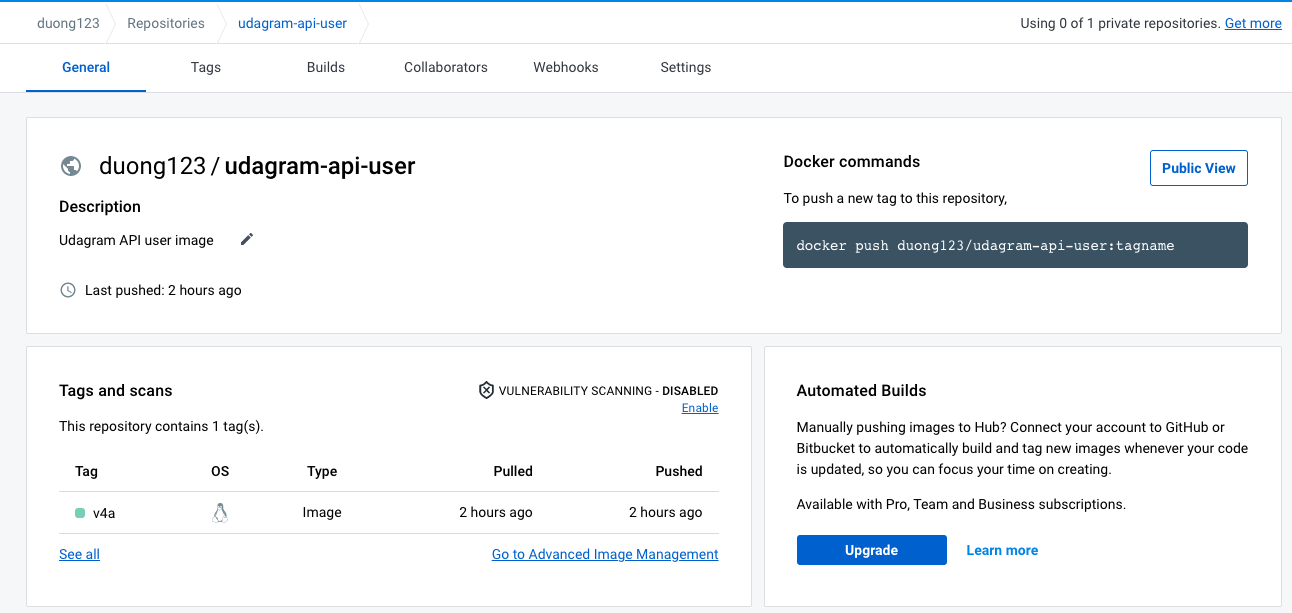 duong123 Repositories udagram-api-user Using 0 of 1 private repositories. Get more
General Tags Builds Collaborators Webhooks Settings
duong123 / udagram-api-user
Description
Udagram API user image
Last pushed: 2 hours ago
Docker commands
Public View
To push a new tag to this repository,
docker push duong123/udagram-api-user:tagname
Tags and scans
VULNERABILITY SCANNING - DISABLED
Enable
This repository contains 1 tag(s).
Tag OS Type Pulled Pushed
v4a Image 2 hours ago 2 hours ago
See all Go to Advanced Image Management
Automated Builds
Manually pushing images to Hub? Connect your account to GitHub or
Bitbucket to automatically build and tag new images whenever your code
is updated, so you can focus your time on creating.
Available with Pro, Team and Business subscriptions.
Upgrade Learn more